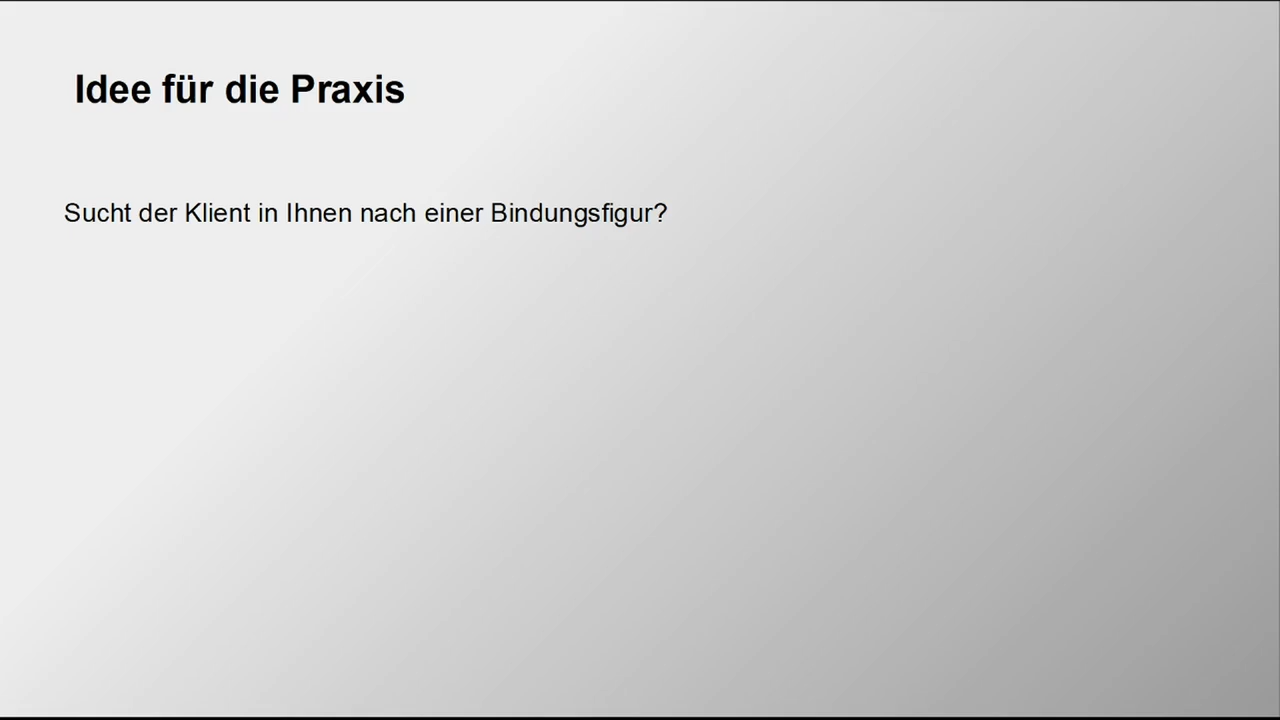 Idee für die Praxis
Sucht der Klient in Ihnen nach einer Bindungsfigur?